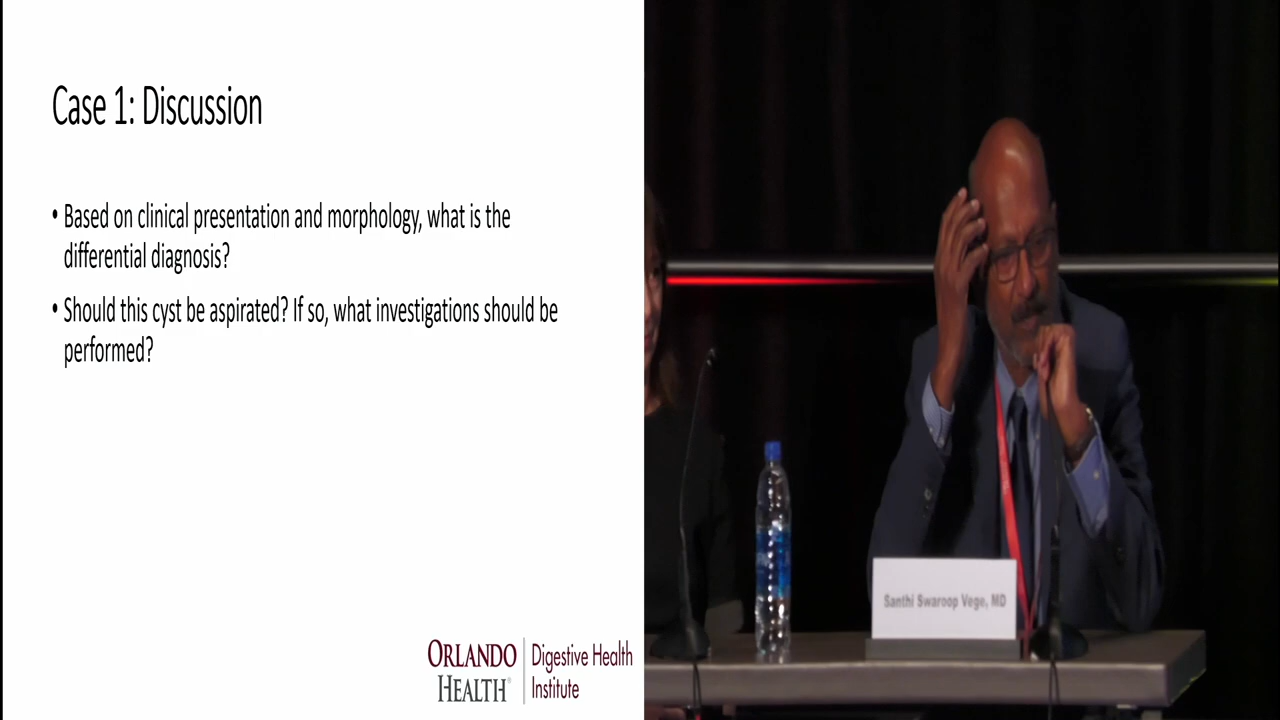 Case 1: Discussion
• Based on clinical presentation and morphology, what is the
differential diagnosis?
• Should this cyst be aspirated? If so, what investigations should be
performed?
ORLANDO
HEALTH®
Digestive Health
Institute
Santhi Swaroop Vege, MD